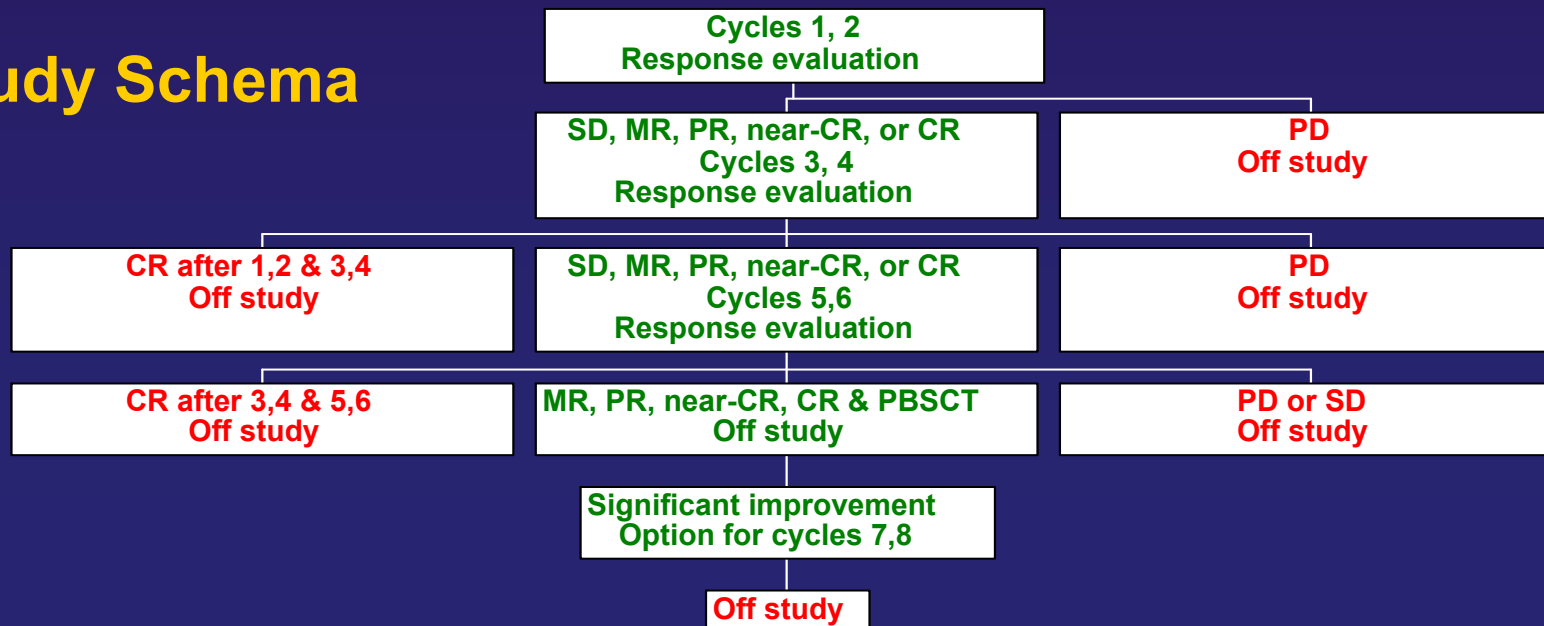 Cycles 1, 2
Response evaluation
udy Schema
SD, MR, PR, near-CR, or CR
Cycles 3, 4
Response evaluation
PD
Off study
CR after 1,2 & 3,4
Off study
SD, MR, PR, near-CR, or CR
Cycles 5,6
Response evaluation
PD
Off study
CR after 3,4 & 5,6
Off study
MR, PR, near-CR, CR & PBSCT
Off study
PD or SD
Off study
Significant improvement
Option for cycles 7,8
Off study